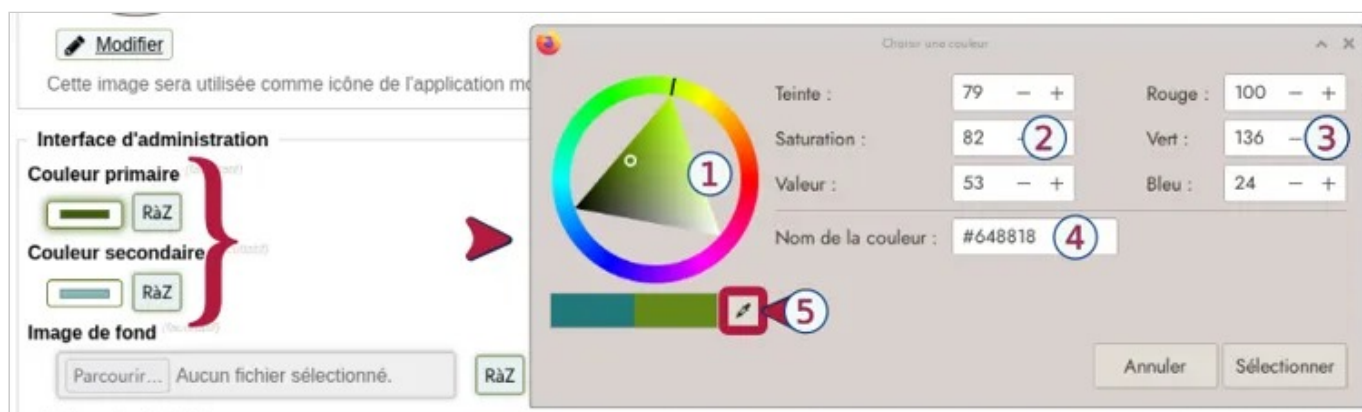 Modifier
Cette image sera utilisée comme icône de l'application mo
Interface d'administration
Couleur primaire
RàZ
Couleur secondaire
RàZ
Image de fond (facultatif)
Parcourir... Aucun fichier sélectionné. RàZ
Choisir une couleur
Teinte : 79 − + Rouge : 100 − +
Saturation : 82 − 2 Vert : 136 − 3
1
Valeur : 53 − + Bleu : 24 − +
Nom de la couleur : #648818 4
5
Annuler Sélectionner